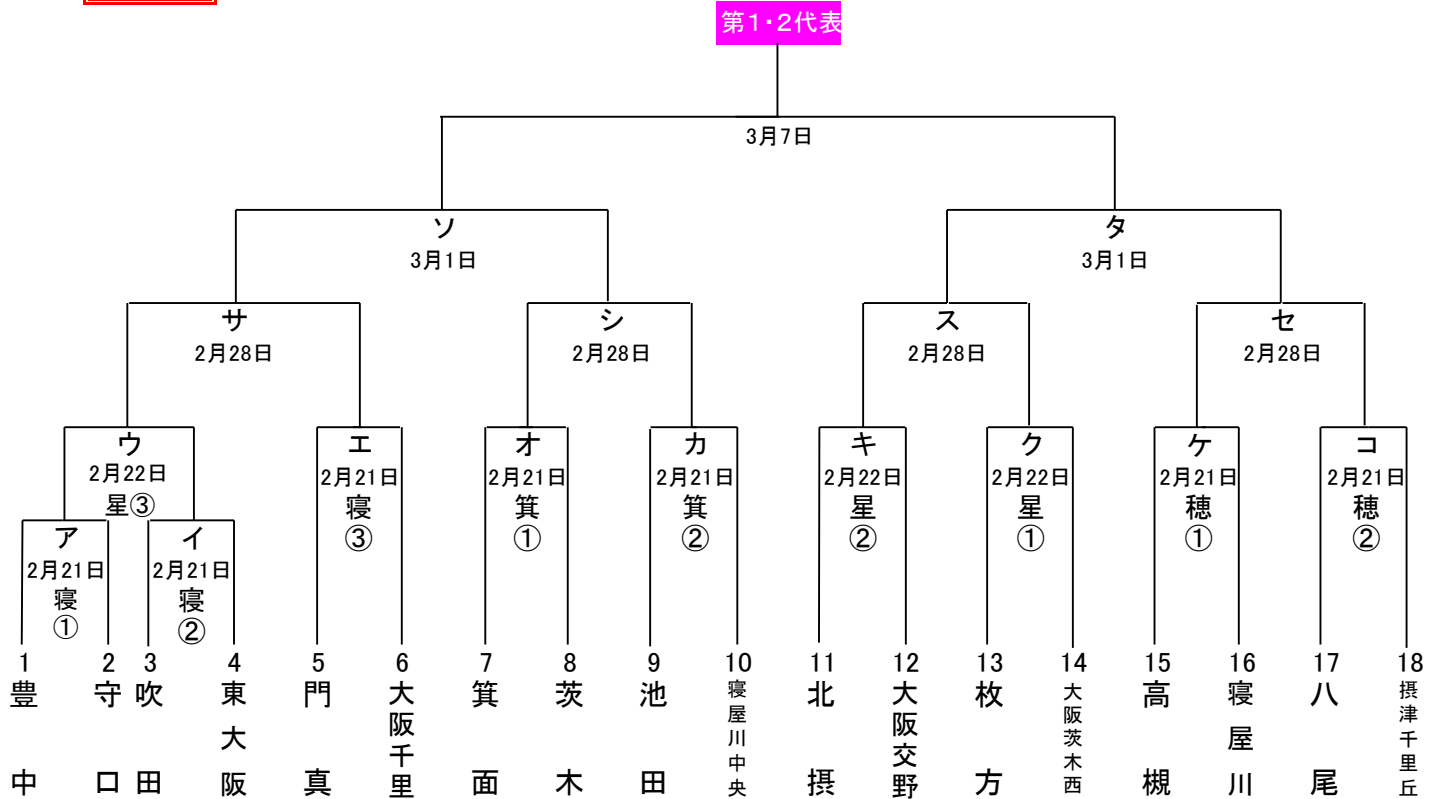 第1・2代表
3月7日
ソ
3月1日
タ
3月1日
サ
2月28日
シ
2月28日
ス
2月28日
セ
2月28日
ウ
2月22日
星③
エ
2月21日
寝
③
オ
2月21日
箕
①
カ
2月21日
箕
②
キ
2月22日
星
②
ク
2月22日
星
①
ケ
2月21日
穂
①
コ
2月21日
穂
②
ア
2月21日
寝
①
イ
2月21日
寝
②
1
豊中
2
守口
3
吹田
4
東大阪
5
門真
6
大阪千里
7
箕面
8
茨木
9
池田
10
寝屋川中央
11
北摂
12
大阪交野
13
枚方
14
大阪茨木西
15
高槻
16
寝屋川
17
八尾
18
摂津千里丘